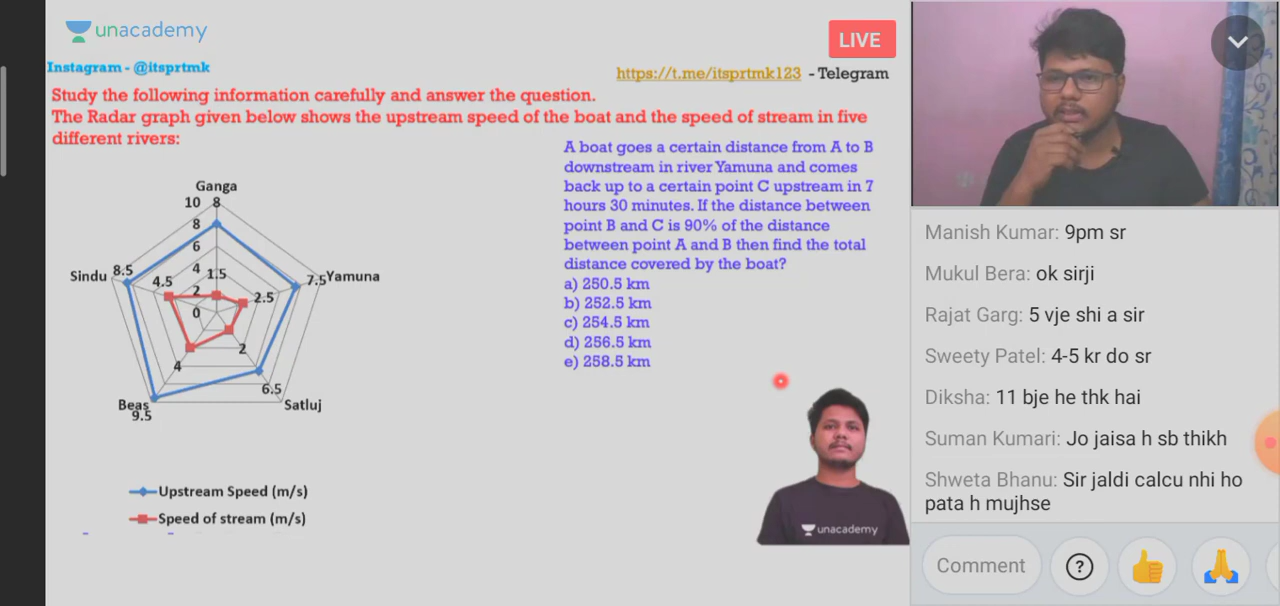 unacademy
LIVE
Instagram - @itsprtmk
https://t.me/itsprtmk123 - Telegram
Study the following information carefully and answer the question.
The Radar graph given below shows the upstream speed of the boat and the speed of stream in five
different rivers:
A boat goes a certain distance from A to B
downstream in river Yamuna and comes
back up to a certain point C upstream in 7
hours 30 minutes. If the distance between
point B and C is 90% of the distance
between point A and B then find the total
distance covered by the boat?
a) 250.5 km
b) 252.5 km
c) 254.5 km
d) 256.5 km
e) 258.5 km
Ganga
10 8
8
6
4 1.5
2
0
Sindu 8.5
4.5
7.5 Yamuna
2.5
2
4
6.5
Satluj
Beas
9.5
Upstream Speed (m/s)
Speed of stream (m/s)
unacademy
Manish Kumar: 9pm sr
Mukul Bera: ok sirji
Rajat Garg: 5 vje shi a sir
Sweety Patel: 4-5 kr do sr
Diksha: 11 bje he thk hai
Suman Kumari: Jo jaisa h sb thikh
Shweta Bhanu: Sir jaldi calcu nhi ho
pata h mujhse
Comment
?